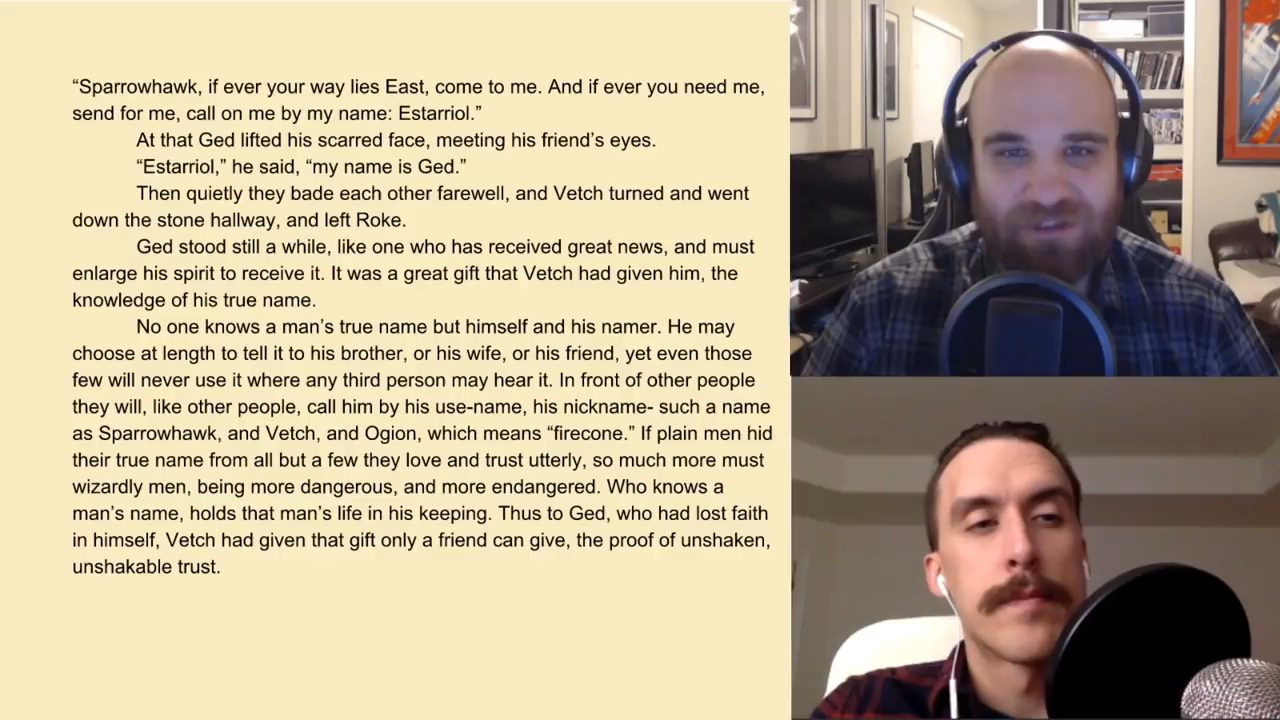 “Sparrowhawk, if ever your way lies East, come to me. And if ever you need me,
send for me, call on me by my name: Estarriol.”
At that Ged lifted his scarred face, meeting his friend’s eyes.
“Estarriol,” he said, “my name is Ged.”
Then quietly they bade each other farewell, and Vetch turned and went
down the stone hallway, and left Roke.
Ged stood still a while, like one who has received great news, and must
enlarge his spirit to receive it. It was a great gift that Vetch had given him, the
knowledge of his true name.
No one knows a man’s true name but himself and his namer. He may
choose at length to tell it to his brother, or his wife, or his friend, yet even those
few will never use it where any third person may hear it. In front of other people
they will, like other people, call him by his use-name, his nickname- such a name
as Sparrowhawk, and Vetch, and Ogion, which means “firecone.” If plain men hid
their true name from all but a few they love and trust utterly, so much more must
wizardly men, being more dangerous, and more endangered. Who knows a
man’s name, holds that man’s life in his keeping. Thus to Ged, who had lost faith
in himself, Vetch had given that gift only a friend can give, the proof of unshaken,
unshakable trust.